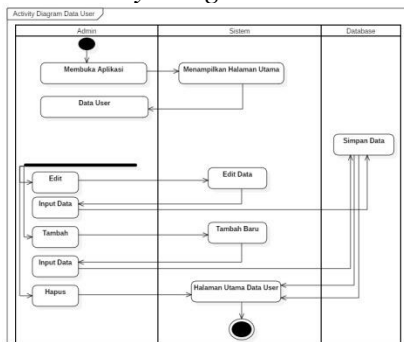 Activity Diagram Data User
Admin
Sistem
Database
Membuka Aplikasi
Menampilkan Halaman Utama
Data User
Simpan Data
Edit
Edit Data
Input Data
Tambah
Tambah Baru
Input Data
Hapus
Halaman Utama Data User